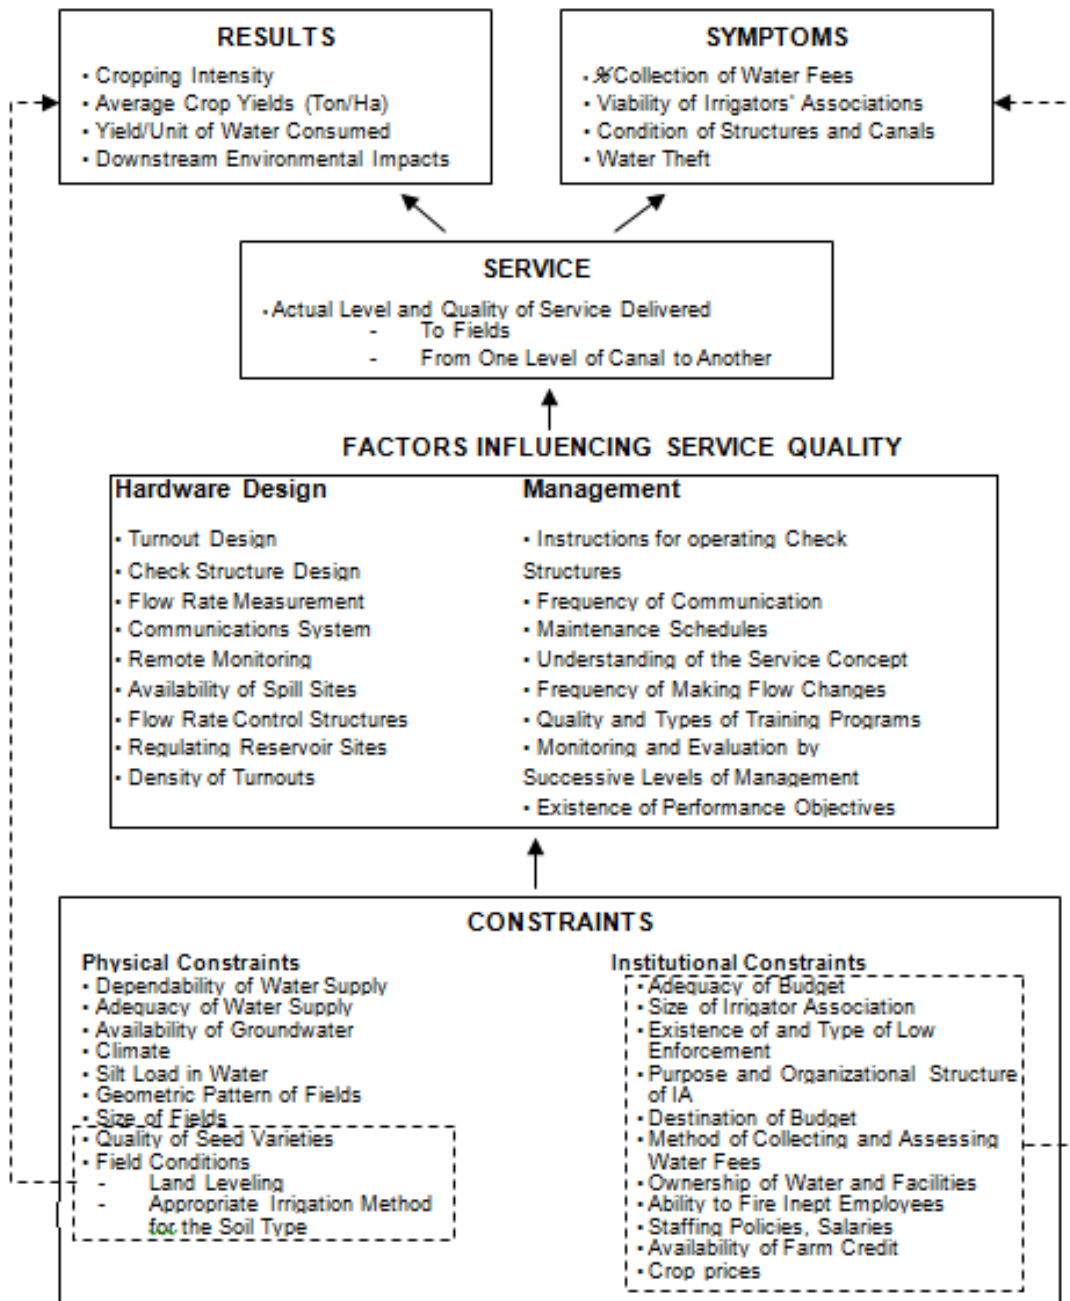 RESULTS
▪ Cropping Intensity
▪ Average Crop Yields (Ton/Ha)
▪ Yield/Unit of Water Consumed
▪ Downstream Environmental Impacts
SYMPTOMS
▪ % Collection of Water Fees
▪ Viability of Irrigators' Associations
▪ Condition of Structures and Canals
▪ Water Theft
SERVICE
▪ Actual Level and Quality of Service Delivered
- To Fields
- From One Level of Canal to Another
FACTORS INFLUENCING SERVICE QUALITY
Hardware Design
▪ Turnout Design
▪ Check Structure Design
▪ Flow Rate Measurement
▪ Communications System
▪ Remote Monitoring
▪ Availability of Spill Sites
▪ Flow Rate Control Structures
▪ Regulating Reservoir Sites
▪ Density of Turnouts
Management
▪ Instructions for operating Check
Structures
▪ Frequency of Communication
▪ Maintenance Schedules
▪ Understanding of the Service Concept
▪ Frequency of Making Flow Changes
▪ Quality and Types of Training Programs
▪ Monitoring and Evaluation by
Successive Levels of Management
▪ Existence of Performance Objectives
CONSTRAINTS
Physical Constraints
▪ Dependability of Water Supply
▪ Adequacy of Water Supply
▪ Availability of Groundwater
▪ Climate
▪ Silt Load in Water
▪ Geometric Pattern of Fields
▪ Size of Fields
▪ Quality of Seed Varieties
▪ Field Conditions
- Land Leveling
- Appropriate Irrigation Method
for the Soil Type
Institutional Constraints
▪ Adequacy of Budget
▪ Size of Irrigator Association
▪ Existence of and Type of Low
Enforcement
▪ Purpose and Organizational Structure
of IA
▪ Destination of Budget
▪ Method of Collecting and Assessing
Water Fees
▪ Ownership of Water and Facilities
▪ Ability to Fire Inept Employees
▪ Staffing Policies, Salaries
▪ Availability of Farm Credit
▪ Crop prices